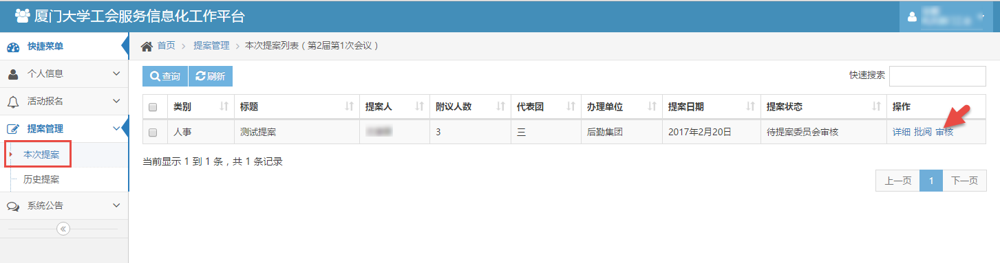 厦门大学工会服务信息化工作平台
快捷菜单
个人信息
活动报名
提案管理
本次提案
历史提案
系统公告
首页 > 提案管理 > 本次提案列表（第2届第1次会议）
查询 刷新 快速搜索
类别 标题 提案人 附议人数 代表团 办理单位 提案日期 提案状态 操作
人事 测试提案 3 三 后勤集团 2017年2月20日 待提案委员会审核 详细 批阅 审核
当前显示 1 到 1 条，共 1 条记录
上一页 1 下一页